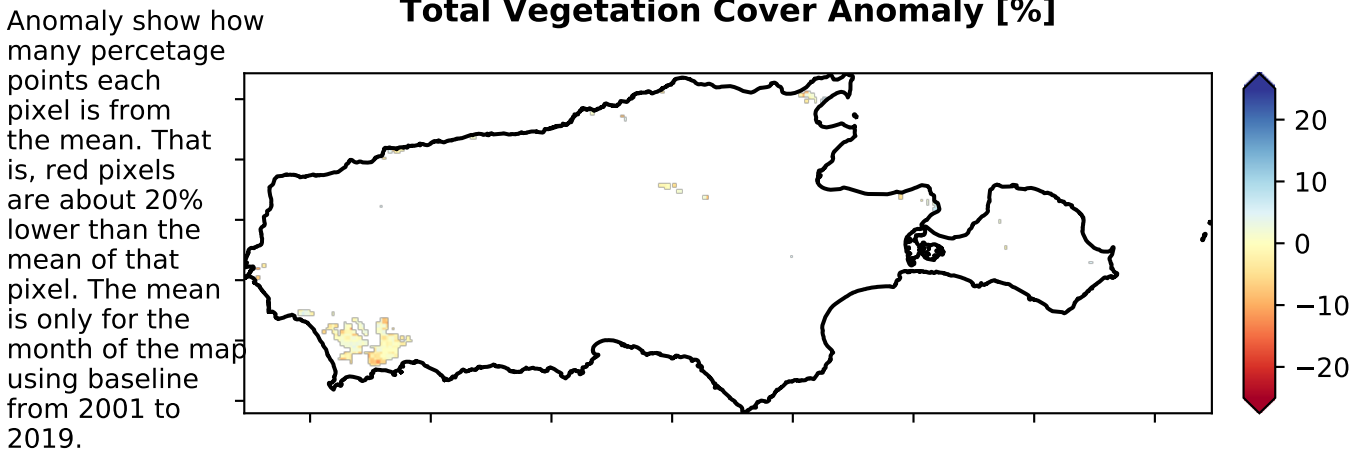 Total Vegetation Cover Anomaly [%]
Anomaly show how
many percetage
points each
pixel is from
the mean. That
is, red pixels
are about 20%
lower than the
mean of that
pixel. The mean
is only for the
month of the map
using baseline
from 2001 to
2019.
20
10
0
−10
−20